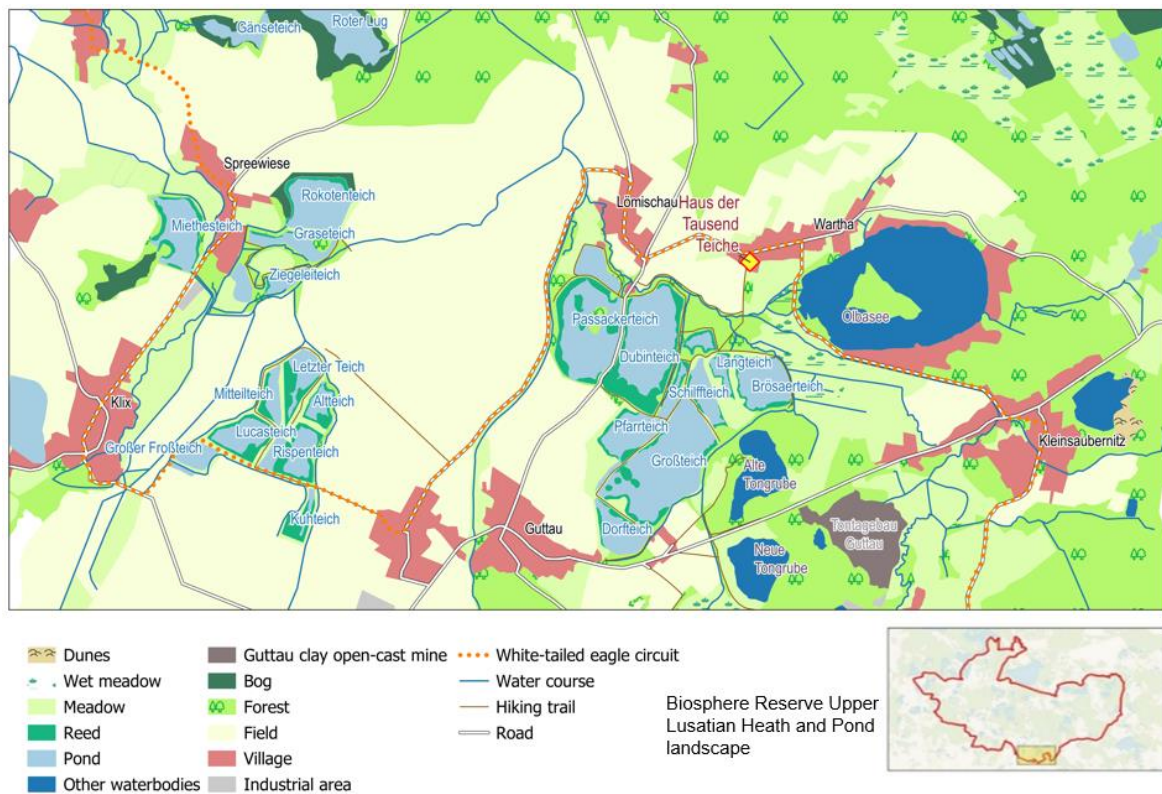 Gänseteich
Roter Lug
Spreewiese
Rokotenteich
Miethesteich
Graseteich
Ziegeleiteich
Lömischau
Haus der
Tausend
Teiche
Wartha
Olbasee
Passackerteich
Dubinteich
Langteich
Schiffteich
Brösaerteich
Letzter Teich
Mitteilteich
Altteich
Klix
Lucasteich
Großer Froßteich
Rispenteich
Kuhteich
Pfarrteich
Großteich
Alte
Tongrube
Kleinsaubernitz
Guttau
Dorfteich
Neue
Tongrube
Tontagebau
Guttau
Dunes
Wet meadow
Meadow
Reed
Pond
Other waterbodies
Guttau clay open-cast mine
Bog
Forest
Field
Village
Industrial area
White-tailed eagle circuit
Water course
Hiking trail
Road
Biosphere Reserve Upper
Lusatian Heath and Pond
landscape